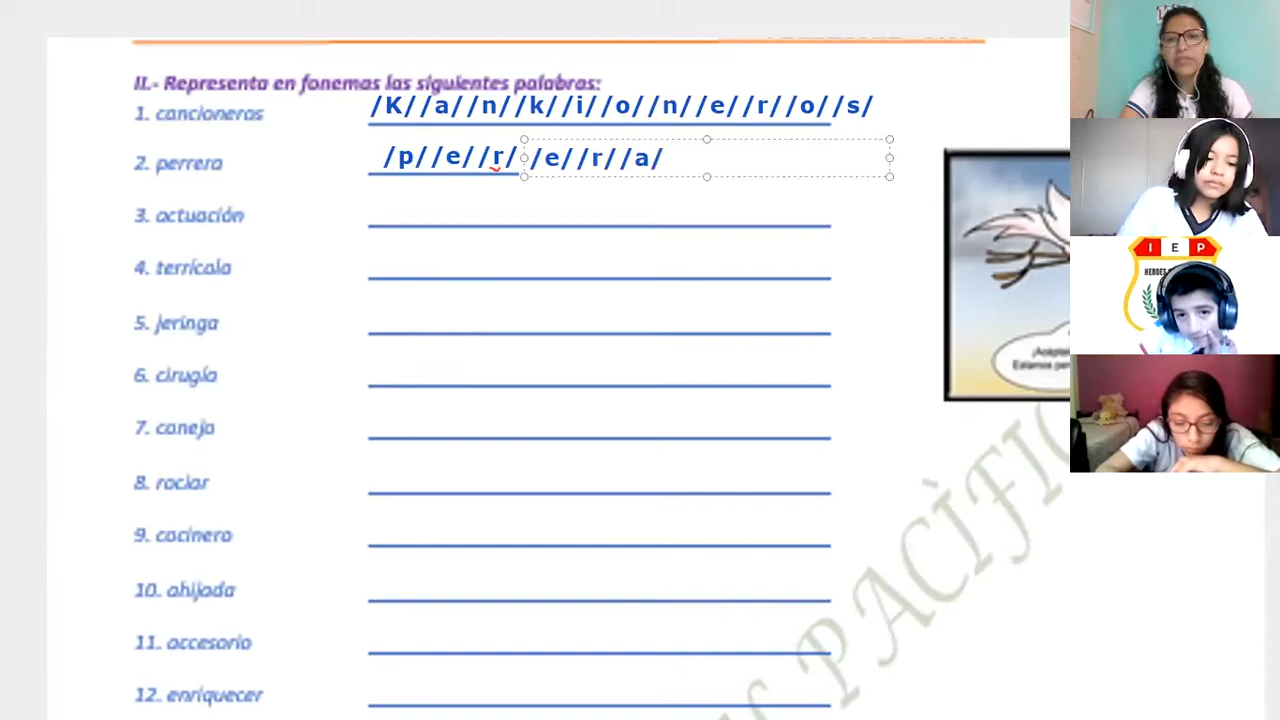 II.- Representa en fonemas las siguientes palabras:
1. cancioneros /K//a//n//k//i//o//n//e//r//o//s/
2. perrera /p//e//r/ /e//r//a/
3. actuación
4. terrícola
5. jeringa
6. cirugía
7. conejo
8. rociar
9. cocinero
10. ahijada
11. accesorio
12. enriquecer
I E P
PACÌFIC